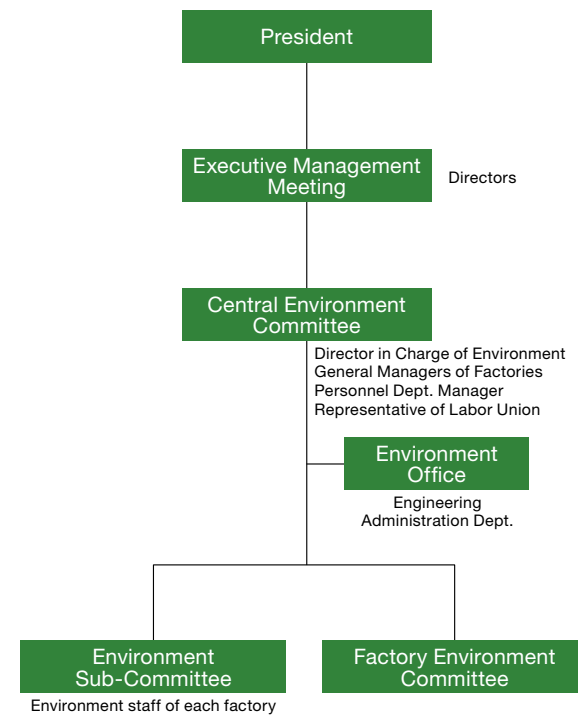 President
Executive Management
Meeting
Directors
Central Environment
Committee
Director in Charge of Environment
General Managers of Factories
Personnel Dept. Manager
Representative of Labor Union
Environment
Office
Engineering
Administration Dept.
Environment
Sub-Committee
Environment staff of each factory
Factory Environment
Committee